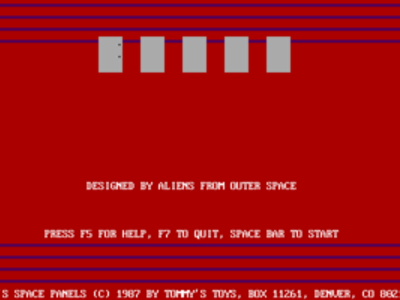 DESIGNED BY ALIENS FROM OUTER SPACE
PRESS F5 FOR HELP, F7 TO QUIT, SPACE BAR TO START
S SPACE PANELS (C) 1987 BY TOMMY'S TOYS, BOX 11261, DENVER, CO 802